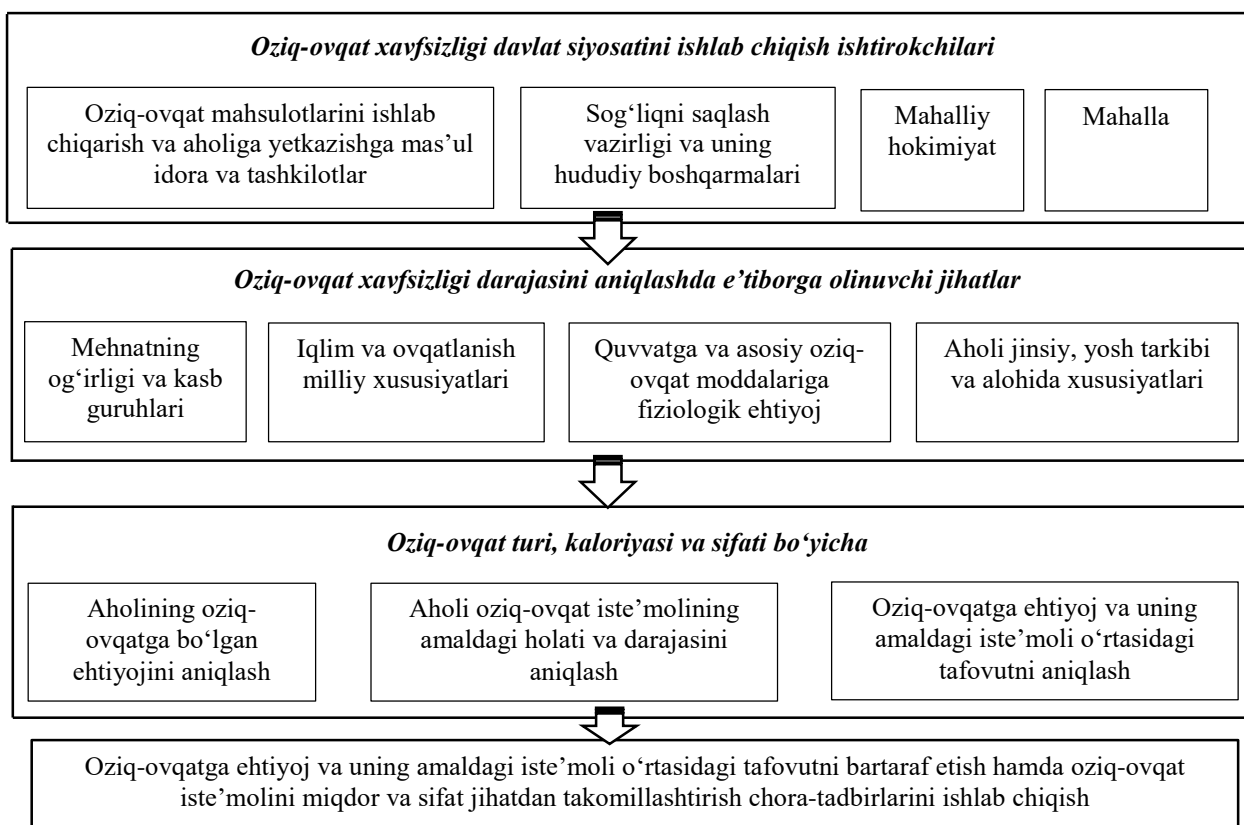 Oziq-ovqat xavfsizligi davlat siyosatini ishlab chiqish ishtirokchilari
Oziq-ovqat mahsulotlarini ishlab
chiqarish va aholiga yetkazishga mas’ul
idora va tashkilotlar
Sog‘liqni saqlash
vazirligi va uning
hududiy boshqarmalari
Mahalliy
hokimiyat
Mahalla
Oziq-ovqat xavfsizligi darajasini aniqlashda e’tiborga olinuvchi jihatlar
Mehnatning
og‘irligi va kasb
guruhlari
Iqlim va ovqatlanish
milliy xususiyatlari
Quvvatga va asosiy oziq-
ovqat moddalariga
fiziologik ehtiyoj
Aholi jinsiy, yosh tarkibi
va alohida xususiyatlari
Oziq-ovqat turi, kaloriyasi va sifati bo‘yicha
Aholining oziq-
ovqatga bo‘lgan
ehtiyojini aniqlash
Aholi oziq-ovqat iste’molining
amaldagi holati va darajasini
aniqlash
Oziq-ovqatga ehtiyoj va uning
amaldagi iste’moli o‘rtasidagi
tafovutni aniqlash
Oziq-ovqatga ehtiyoj va uning amaldagi iste’moli o‘rtasidagi tafovutni bartaraf etish hamda oziq-ovqat
iste’molini miqdor va sifat jihatdan takomillashtirish chora-tadbirlarini ishlab chiqish